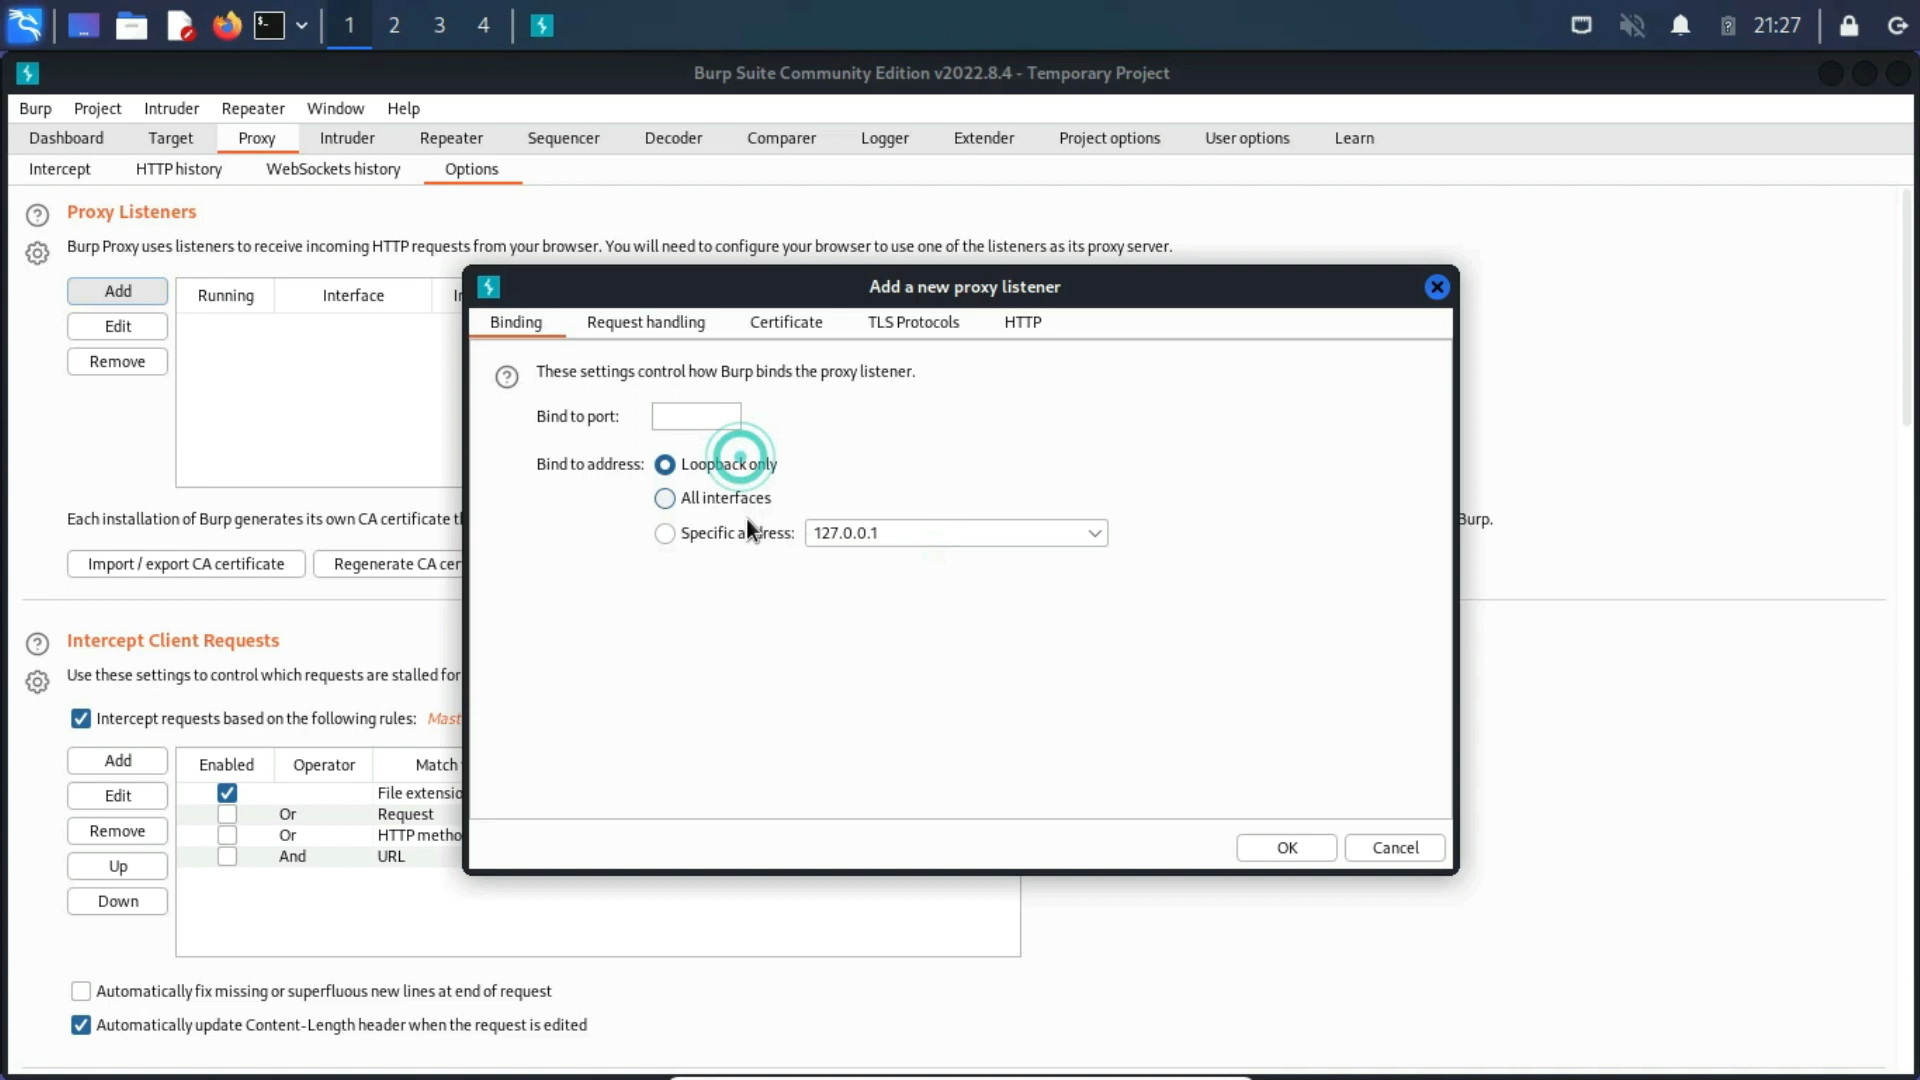 1 2 3 4 21:27
Burp Suite Community Edition v2022.8.4 - Temporary Project
Burp Project Intruder Repeater Window Help
Dashboard Target Proxy Intruder Repeater Sequencer Decoder Comparer Logger Extender Project options User options Learn
Intercept HTTP history WebSockets history Options
Proxy Listeners
Burp Proxy uses listeners to receive incoming HTTP requests from your browser. You will need to configure your browser to use one of the listeners as its proxy server.
Add
Running Interface
Edit
Remove
Add a new proxy listener
Binding Request handling Certificate TLS Protocols HTTP
These settings control how Burp binds the proxy listener.
Bind to port:
Bind to address: Loopback only
All interfaces
Specific address: 127.0.0.1
OK Cancel
Each installation of Burp generates its own CA certificate Burp.
Import / export CA certificate Regenerate CA cer
Intercept Client Requests
Use these settings to control which requests are stalled for
Intercept requests based on the following rules: Mast
Add
Enabled Operator Match
Edit
File extensio
Or Request
Remove
Or HTTP metho
And URL
Up
Down
Automatically fix missing or superfluous new lines at end of request
Automatically update Content-Length header when the request is edited